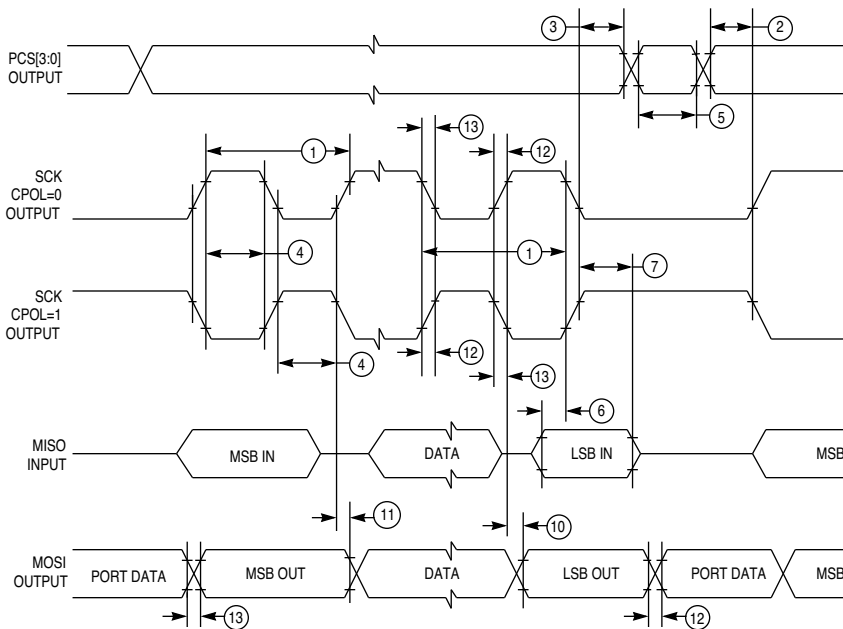 3
2
PCS[3:0]
OUTPUT
5
13
1
12
SCK
CPOL=0
OUTPUT
4
1
7
SCK
CPOL=1
OUTPUT
4
12
13
6
MISO
INPUT
MSB IN
DATA
LSB IN
MSB
11
10
MOSI
OUTPUT
PORT DATA
MSB OUT
DATA
LSB OUT
PORT DATA
MSB
13
12